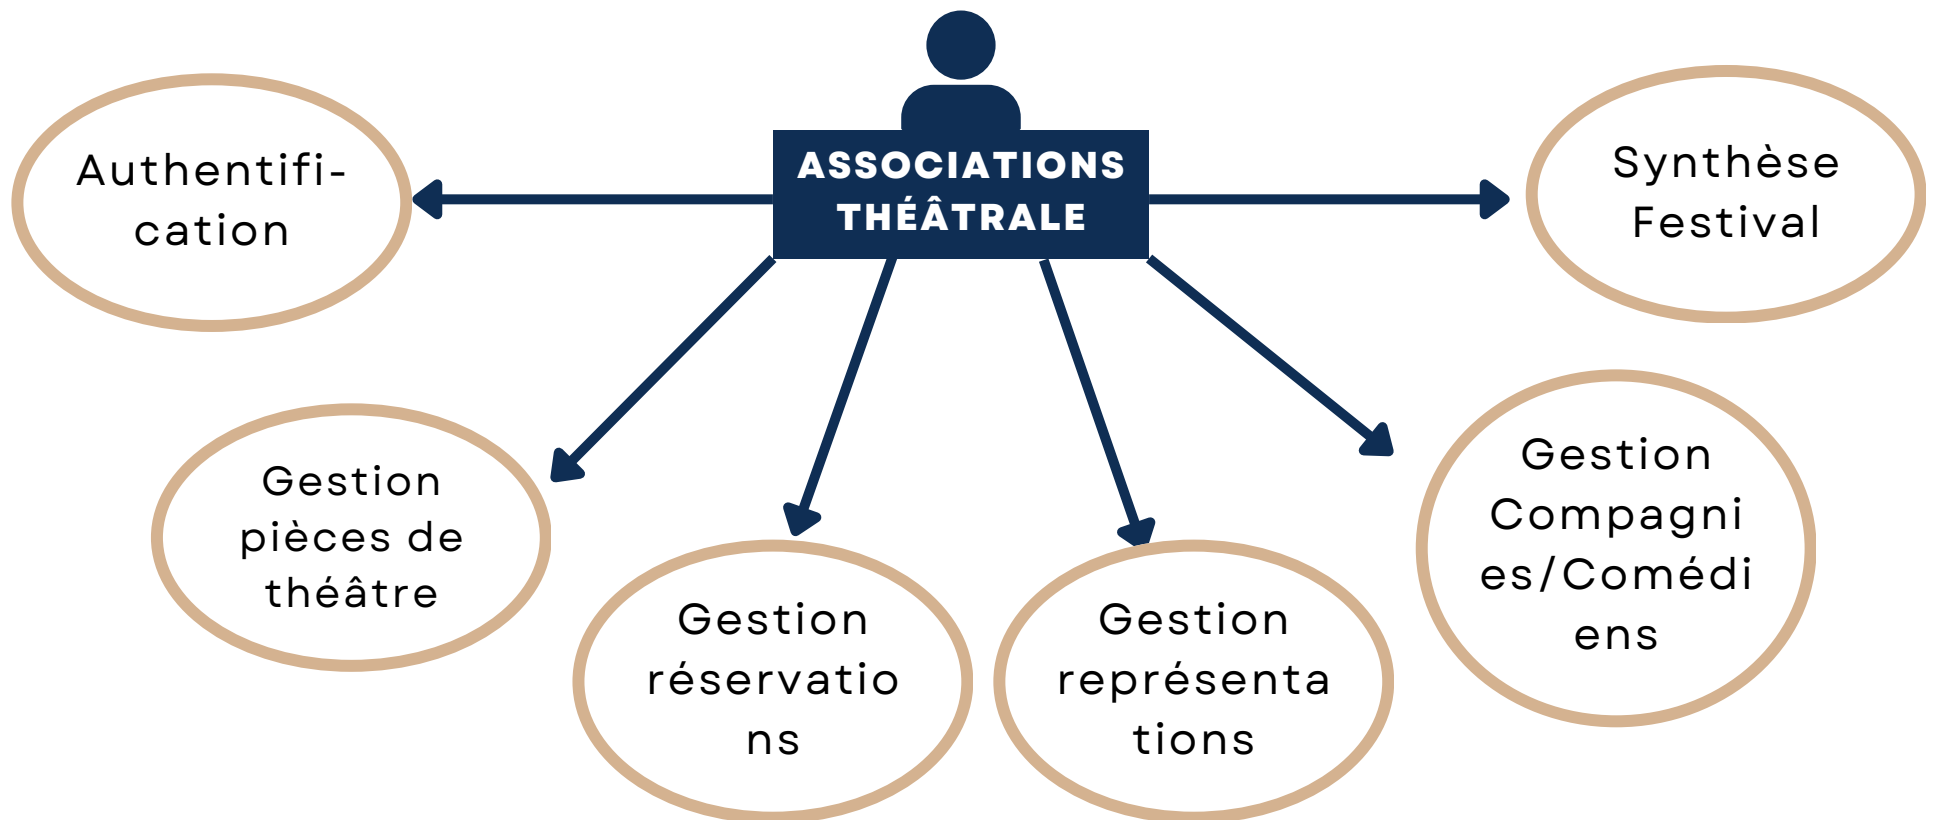 ASSOCIATIONS
THÉÂTRALE
Authentifi-
cation
Synthèse
Festival
Gestion
pièces de
théâtre
Gestion
réservatio
ns
Gestion
représenta
tions
Gestion
Compagni
es/Comédi
ens